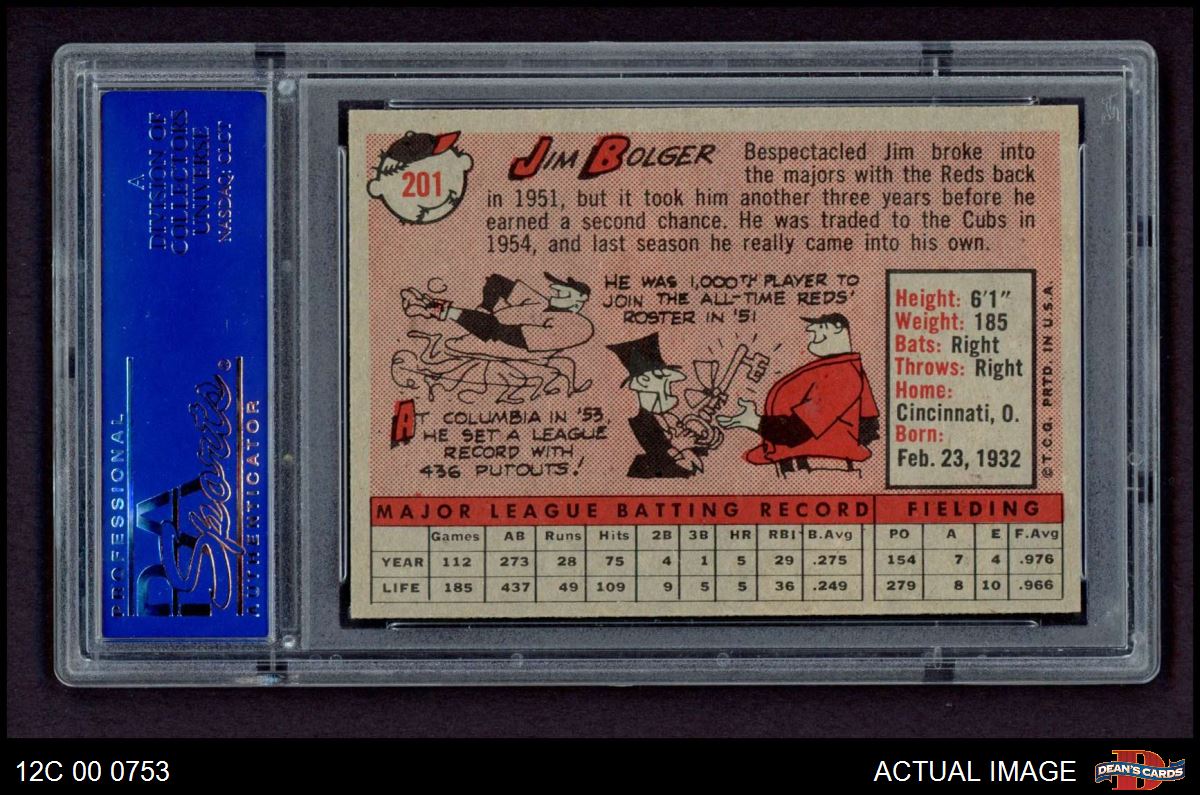 A
DIVISION OF
COLLECTORS
UNIVERSE
NASDAQ: CLCT
PROFESSIONAL
PSA
Sports
AUTHENTICATOR
201
JIM BOLGER
Bespectacled Jim broke into
the majors with the Reds back
in 1951, but it took him another three years before he
earned a second chance. He was traded to the Cubs in
1954, and last season he really came into his own.
HE WAS 1,000TH PLAYER TO
JOIN THE ALL-TIME REDS'
ROSTER IN '51
AT COLUMBIA IN '53,
HE SET A LEAGUE
RECORD WITH
436 PUTOUTS!
Height: 6'1"
Weight: 185
Bats: Right
Throws: Right
Home:
Cincinnati, O.
Born:
Feb. 23, 1932
© T.C.G. PRTD. IN U.S.A.
MAJOR LEAGUE BATTING RECORD FIELDING
Games AB Runs Hits 2B 3B HR RBI B.Avg PO A E F.Avg
YEAR 112 273 28 75 4 1 5 29 .275 154 7 4 .976
LIFE 185 437 49 109 9 5 5 36 .249 279 8 10 .966
12C 00 0753
ACTUAL IMAGE
DEAN'S CARDS